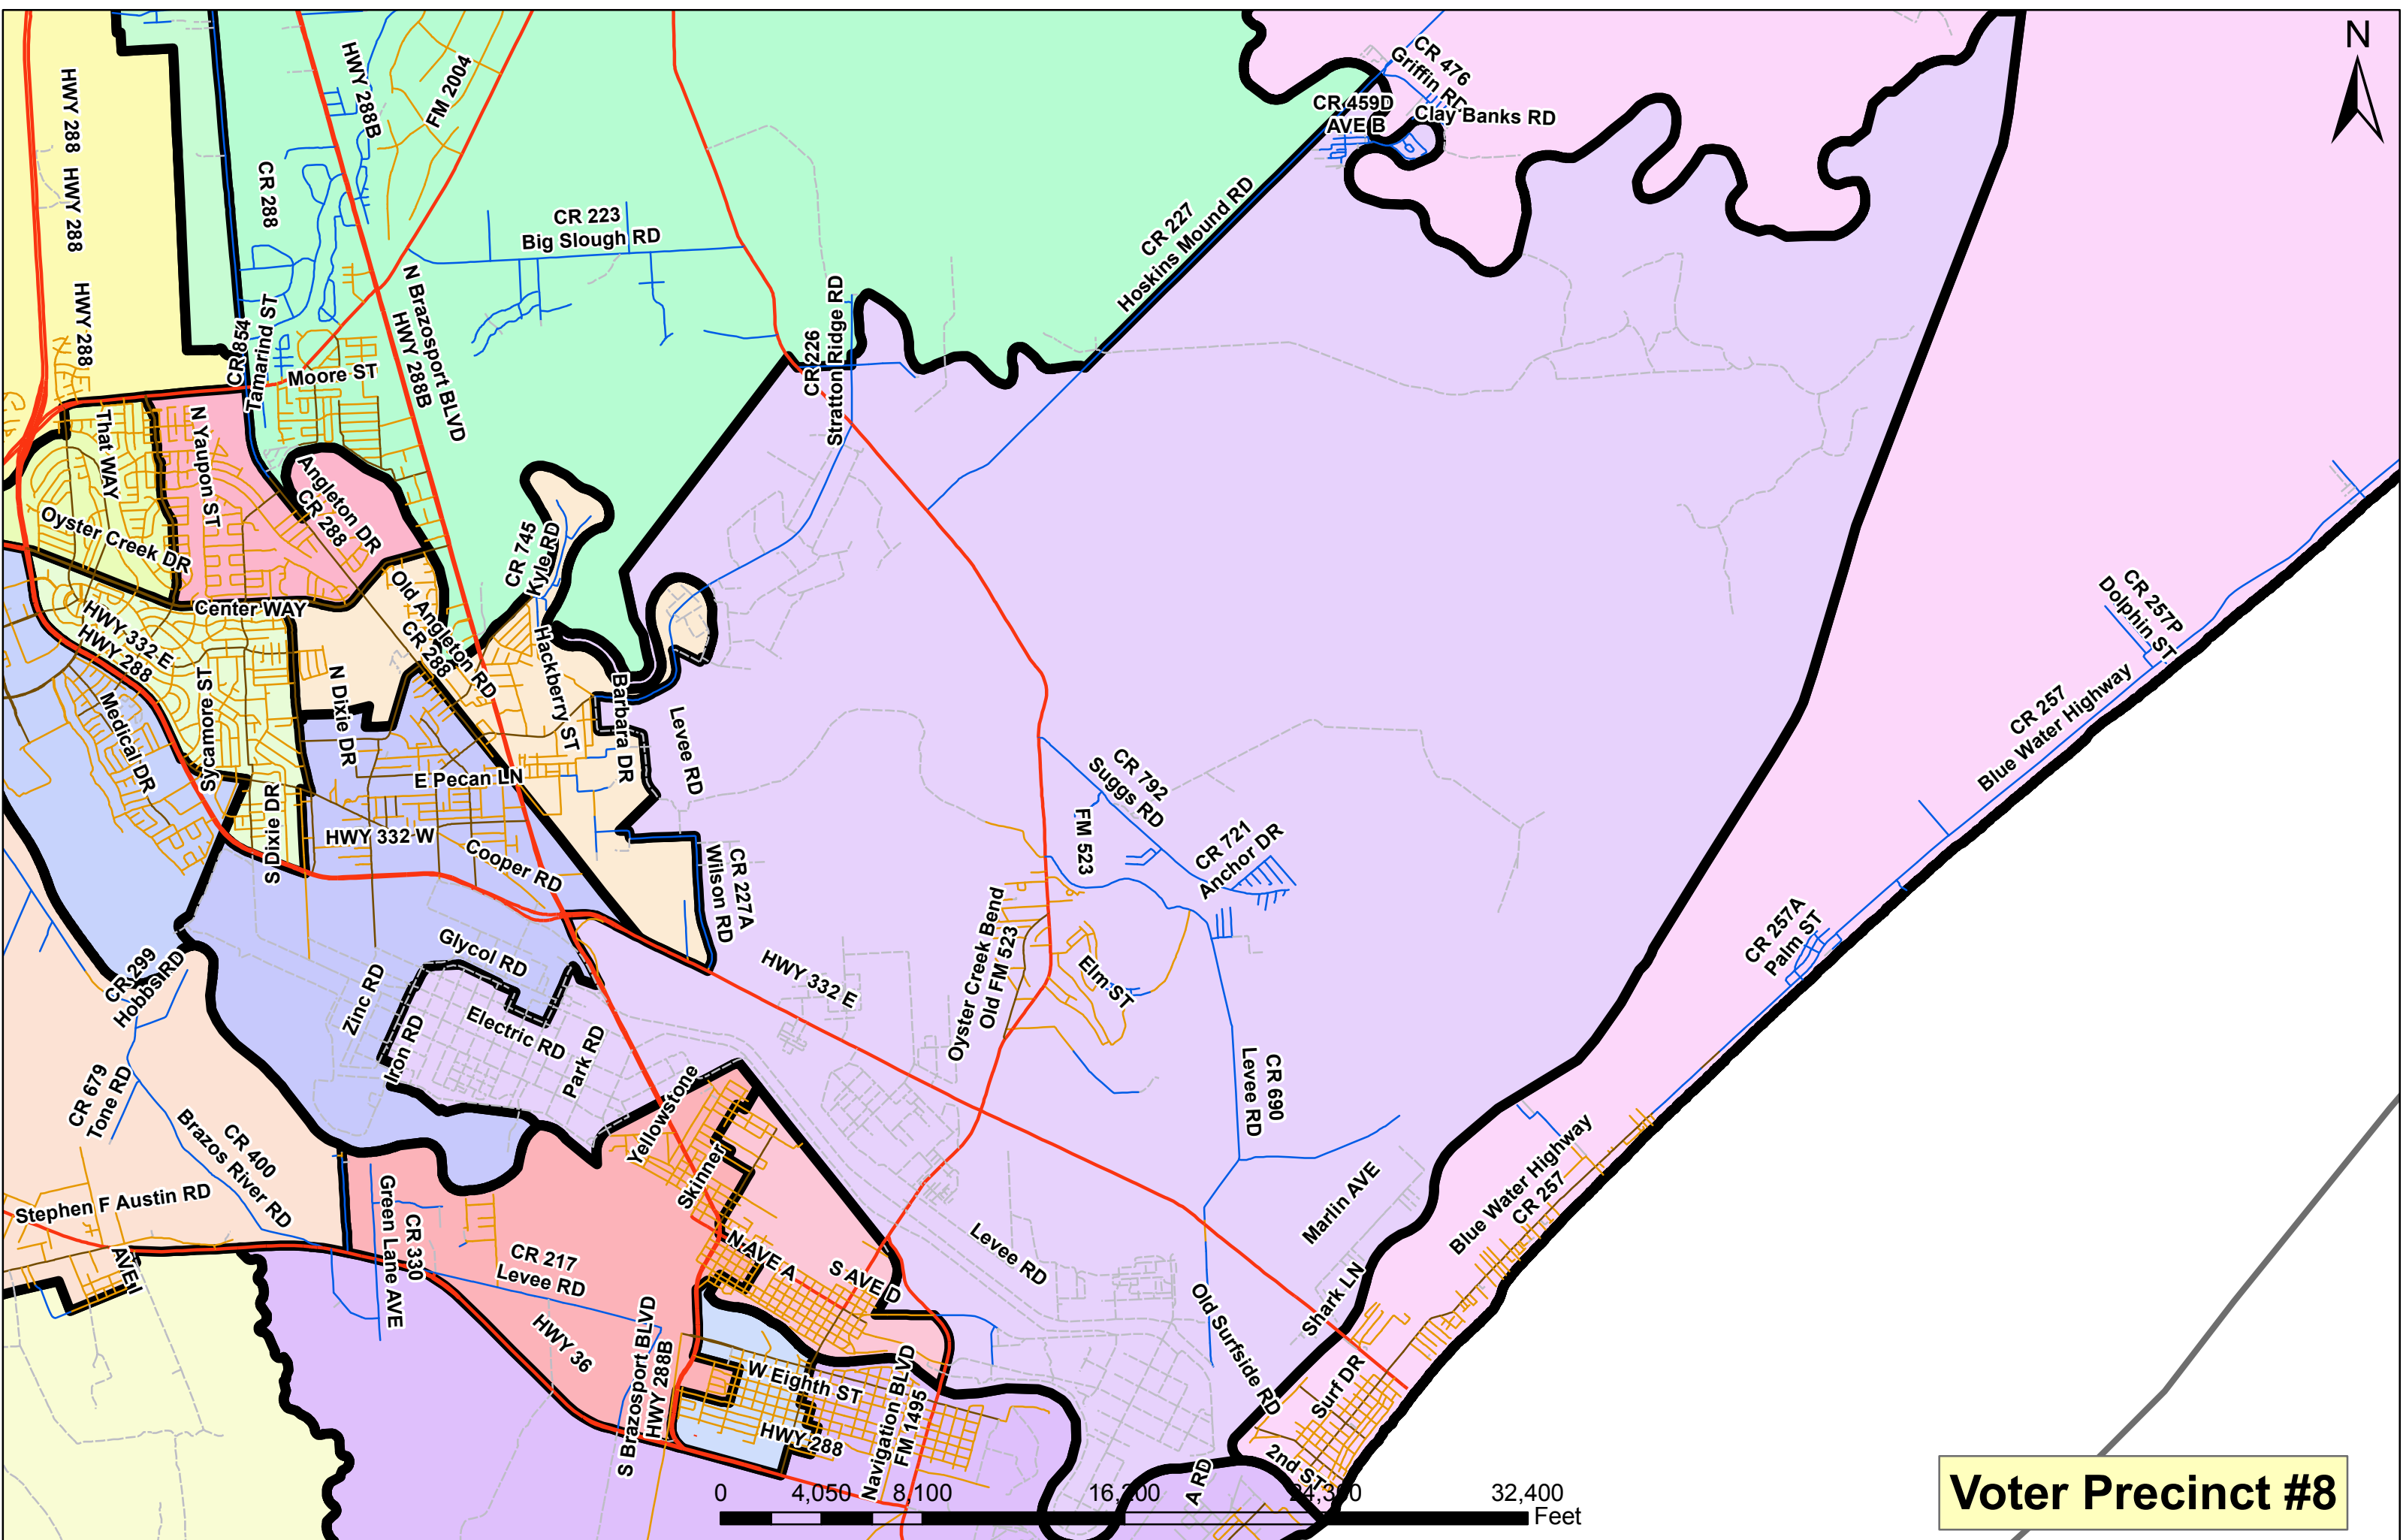 N
HWY 288
HWY 288
HWY 288
HWY 288B
FM 2004
CR 288
CR 223
Big Slough RD
CR 476
Griffin RD
CR 459D
AVE B
Clay Banks RD
CR 227
Hoskins Mound RD
N Brazosport BLVD
HWY 288B
CR 854
Tamarind ST
Moore ST
CR 226
Stratton Ridge RD
That WAY
N Yaupon ST
Angleton DR
CR 288
Oyster Creek DR
Center WAY
CR 745
Kyle RD
Old Angleton RD
CR 288
HWY 332 E
HWY 288
Hackberry ST
Barbara DR
Levee RD
N Dixie DR
Sycamore ST
Medical DR
E Pecan LN
S Dixie DR
HWY 332 W
Cooper RD
CR 227A
Wilson RD
CR 257P
Dolphin ST
CR 257
Blue Water Highway
CR 792
Suggs RD
FM 523
CR 721
Anchor DR
CR 257A
Palm ST
CR 299
Hobbs RD
Glycol RD
Zinc RD
HWY 332 E
Oyster Creek Bend
Old FM 523
Elm ST
Iron RD
Electric RD
Park RD
CR 679
Tone RD
CR 400
Brazos River RD
Yellowstone
CR 690
Levee RD
Skinner
Stephen F Austin RD
Green Lane AVE
CR 330
CR 217
Levee RD
N AVE A
S AVE D
Levee RD
Marlin AVE
Blue Water Highway
CR 257
AVE I
HWY 36
S Brazosport BLVD
HWY 288B
W Eighth ST
HWY 288
Navigation BLVD
FM 1495
Old Surfside RD
Shark LN
Surf DR
2nd ST
A RD
0 4,050 8,100 16,200 24,300 32,400
Feet
Voter Precinct #8